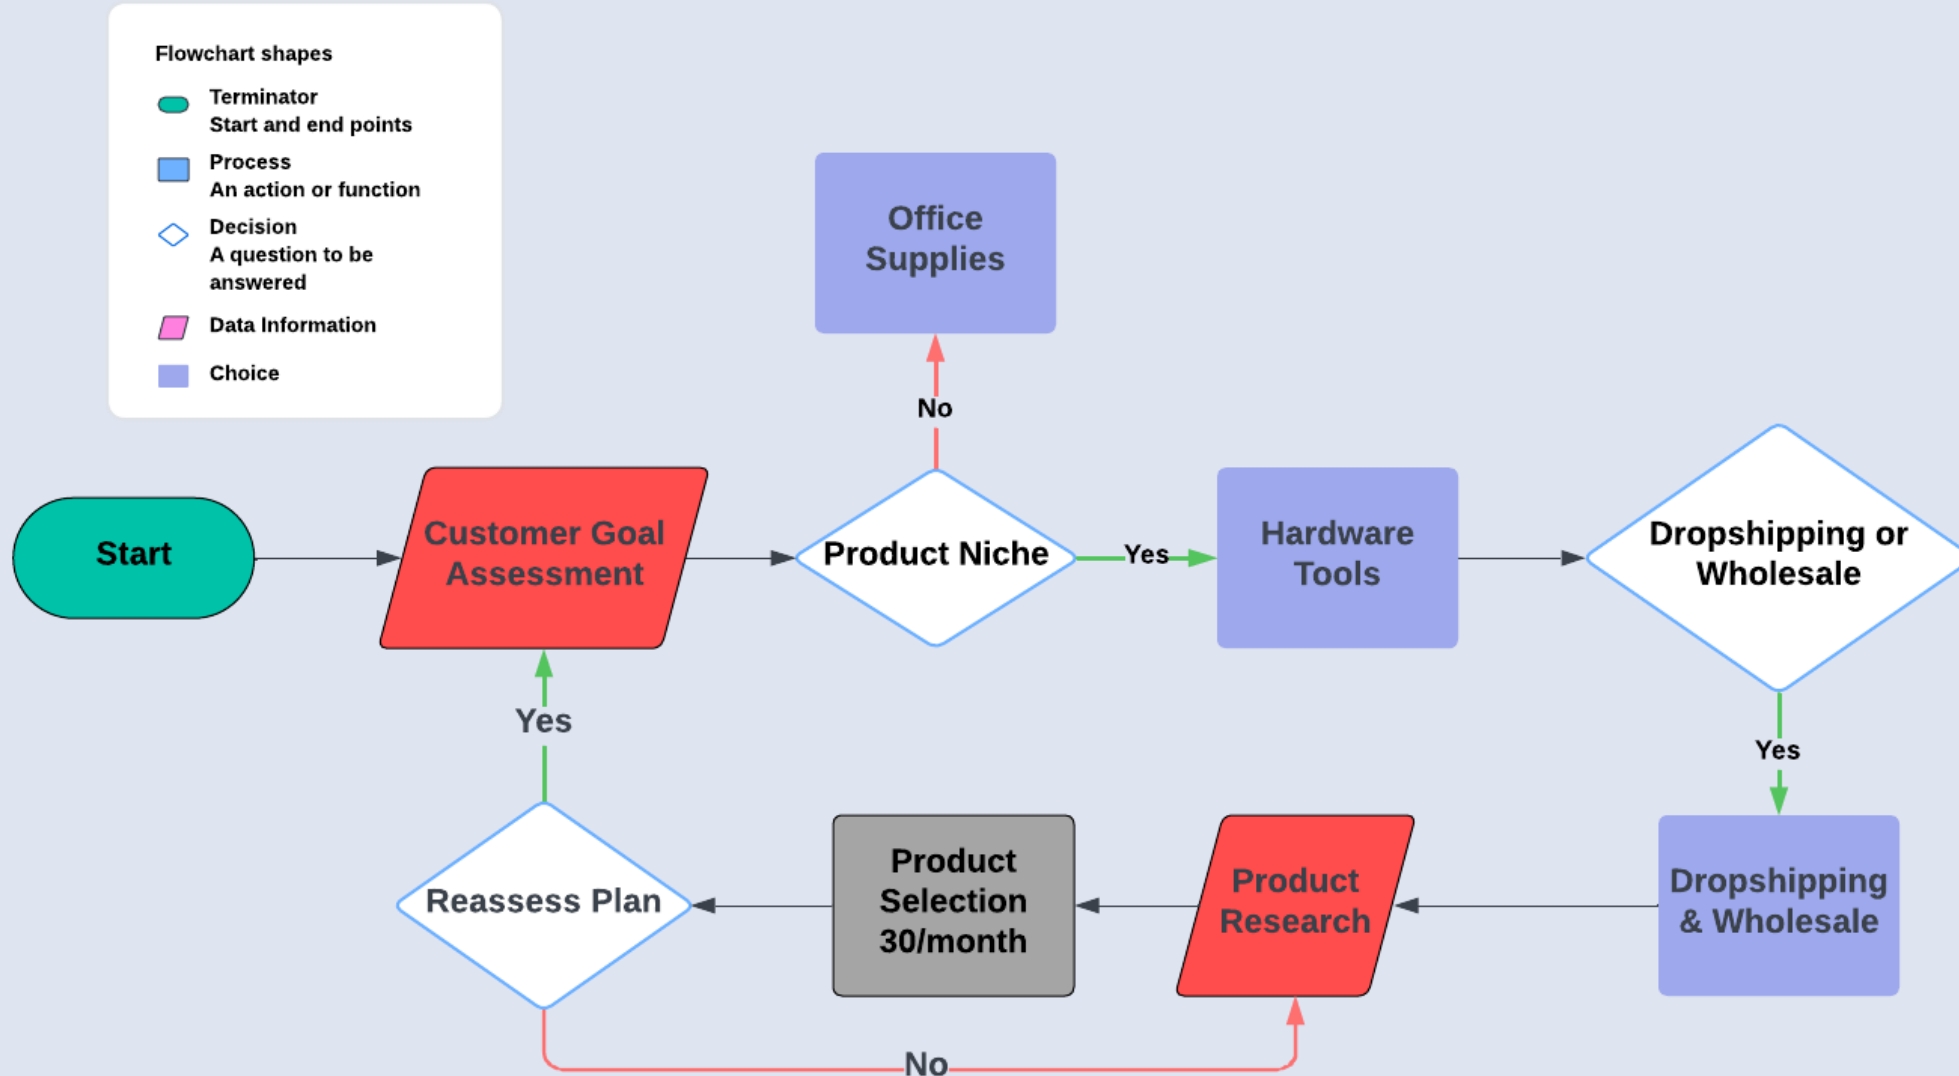 Flowchart shapes
Terminator
Start and end points
Process
An action or function
Decision
A question to be
answered
Data Information
Choice
Office
Supplies
No
Start
Customer Goal
Assessment
Product Niche
Yes
Hardware
Tools
Dropshipping or
Wholesale
Yes
Yes
Reassess Plan
Product
Selection
30/month
Product
Research
Dropshipping
& Wholesale
No